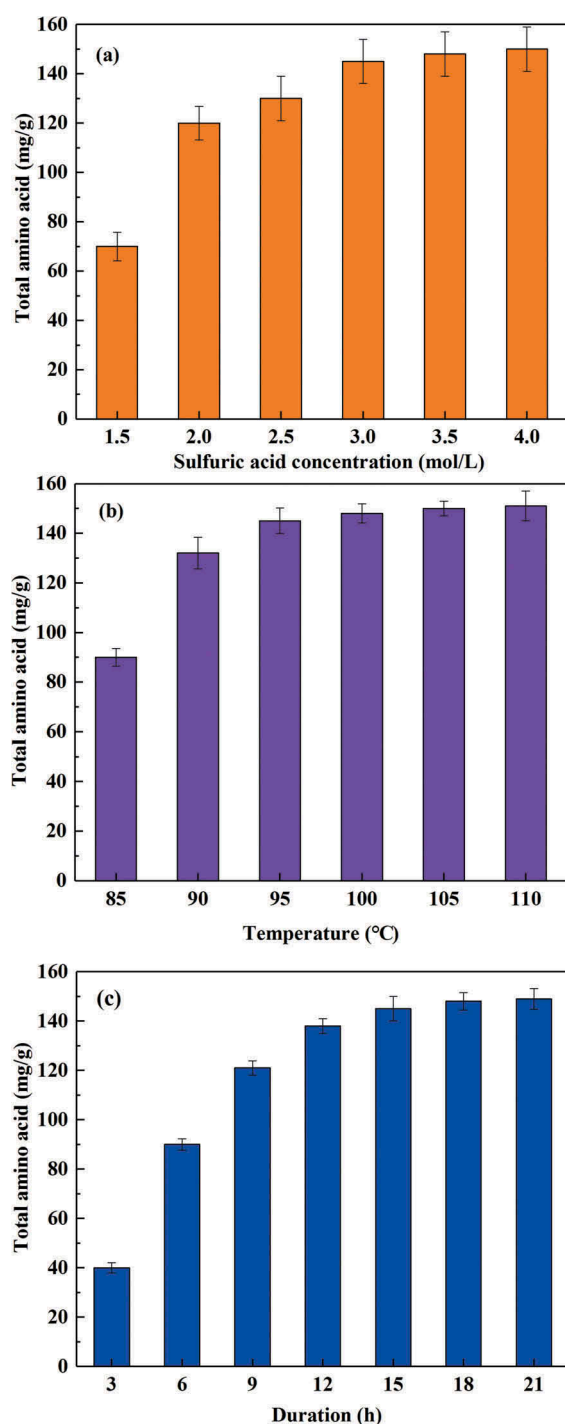 (a)
Total amino acid (mg/g)
160
140
120
100
80
60
40
20
0
1.5 2.0 2.5 3.0 3.5 4.0
Sulfuric acid concentration (mol/L)
(b)
Total amino acid (mg/g)
160
140
120
100
80
60
40
20
0
85 90 95 100 105 110
Temperature (°C)
(c)
Total amino acid (mg/g)
160
140
120
100
80
60
40
20
0
3 6 9 12 15 18 21
Duration (h)